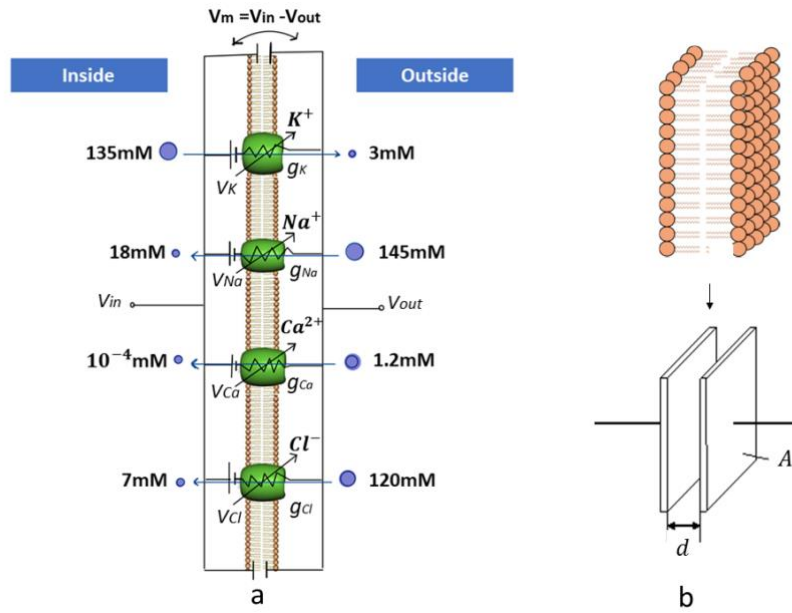 Vm =Vin -Vout
Inside
Outside
K+
135mM
3mM
VK
gK
Na+
18mM
145mM
VNa
gNa
Vin
Vout
Ca2+
10−4mM
1.2mM
VCa
gCa
Cl−
7mM
120mM
VCl
gCl
A
d
a
b